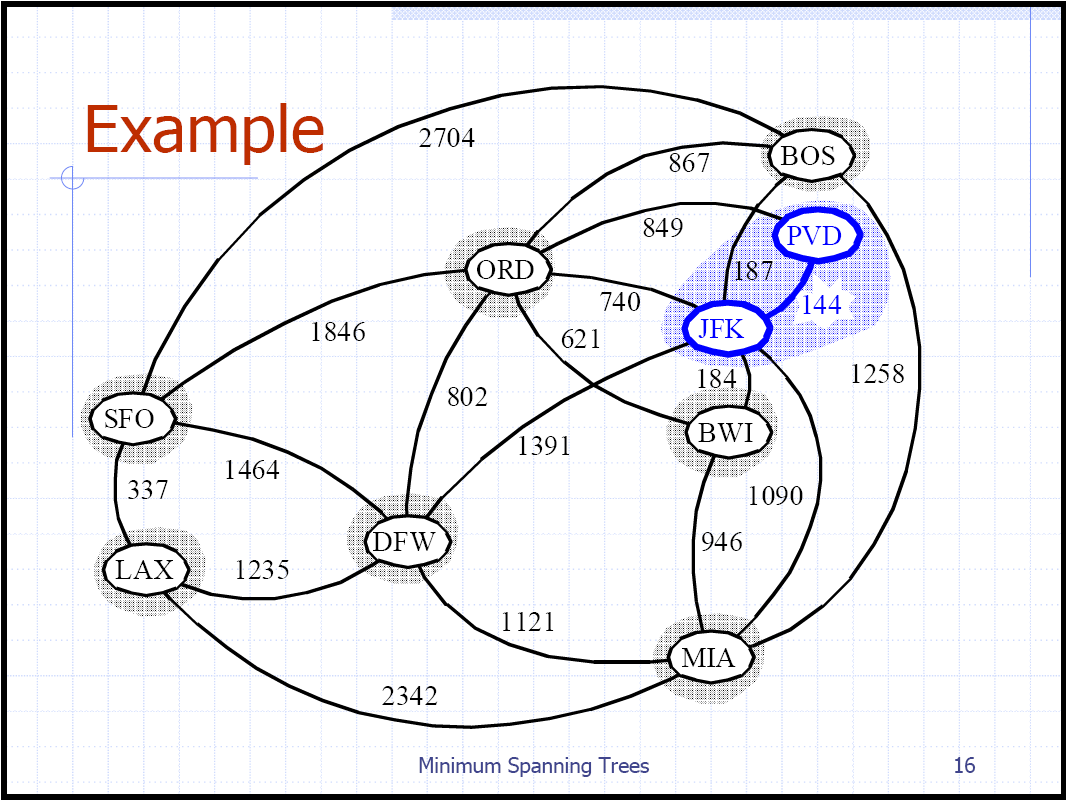 Example
2704
BOS
867
PVD
849
ORD
187
740
144
JFK
1846
621
184
1258
802
SFO
BWI
1391
1464
337
1090
DFW
946
LAX
1235
1121
MIA
2342
Minimum Spanning Trees
16